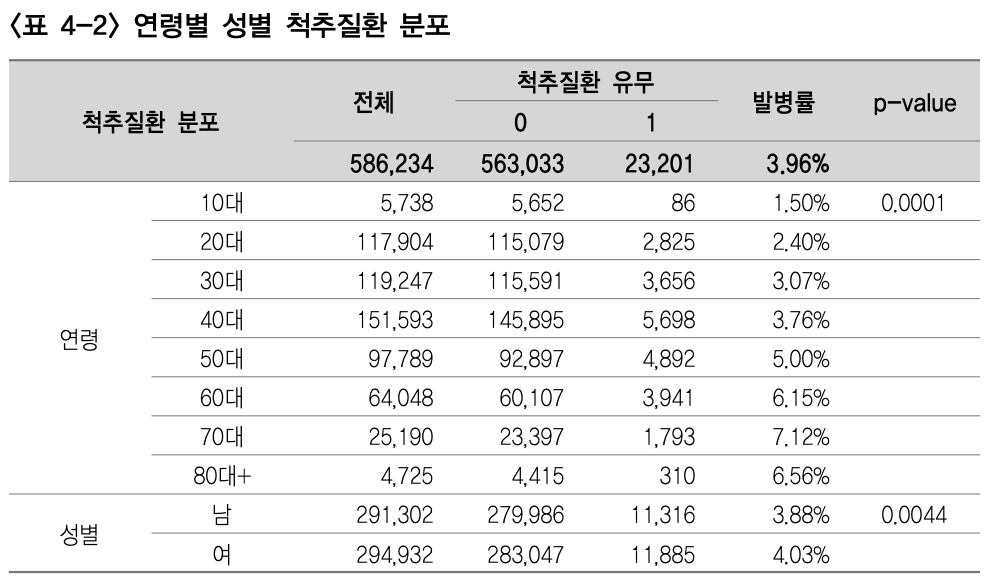 〈표 4-2〉 연령별 성별 척추질환 분포
척추질환 분포 전체 척추질환 유무 발병률 p-value
0 1
586,234 563,033 23,201 3.96%
연령 10대 5,738 5,652 86 1.50% 0.0001
20대 117,904 115,079 2,825 2.40%
30대 119,247 115,591 3,656 3.07%
40대 151,593 145,895 5,698 3.76%
50대 97,789 92,897 4,892 5.00%
60대 64,048 60,107 3,941 6.15%
70대 25,190 23,397 1,793 7.12%
80대+ 4,725 4,415 310 6.56%
성별 남 291,302 279,986 11,316 3.88% 0.0044
여 294,932 283,047 11,885 4.03%